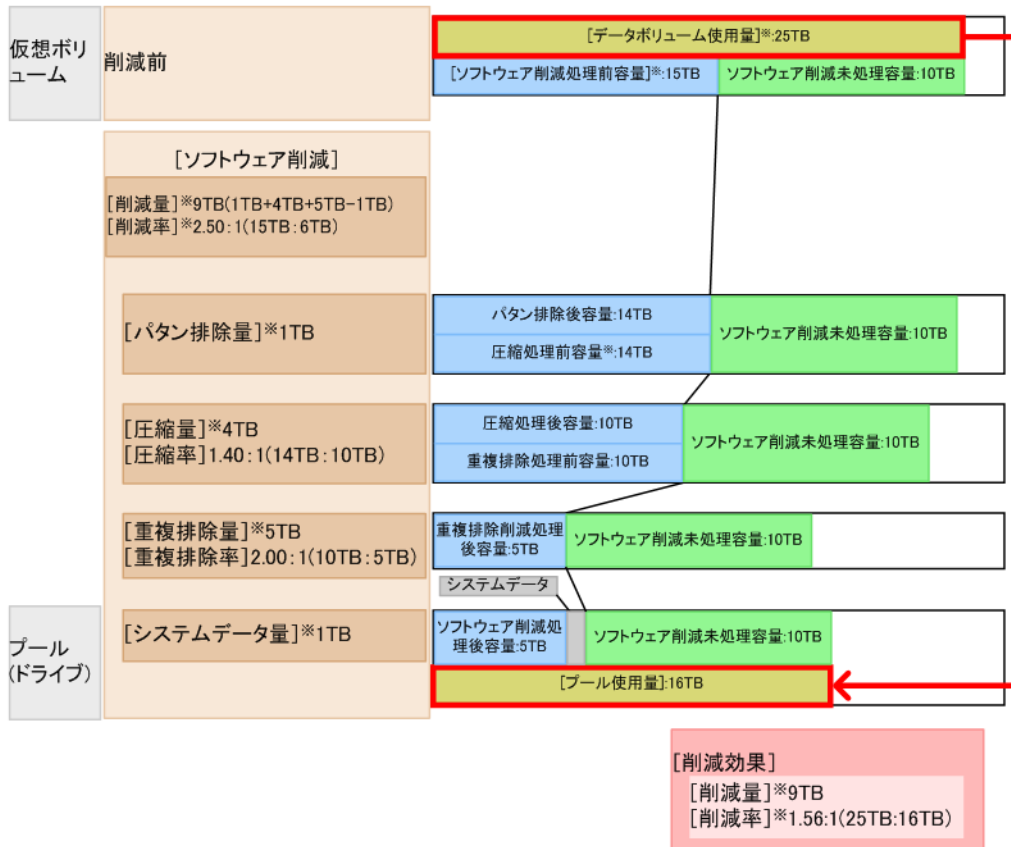 仮想ボリ
ューム
削減前
[データボリューム使用量]※:25TB
[ソフトウェア削減処理前容量]※:15TB
ソフトウェア削減未処理容量:10TB
[ソフトウェア削減]
[削減量]※9TB(1TB+4TB+5TB-1TB)
[削減率]※2.50:1(15TB:6TB)
[パタン排除量]※1TB
パタン排除後容量:14TB
圧縮処理前容量※:14TB
ソフトウェア削減未処理容量:10TB
[圧縮量]※4TB
[圧縮率]1.40:1(14TB:10TB)
圧縮処理後容量:10TB
重複排除処理前容量:10TB
ソフトウェア削減未処理容量:10TB
[重複排除量]※5TB
[重複排除率]2.00:1(10TB:5TB)
重複排除削減処理
後容量:5TB
ソフトウェア削減未処理容量:10TB
システムデータ
プール
(ドライブ)
[システムデータ量]※1TB
ソフトウェア削減処
理後容量:5TB
ソフトウェア削減未処理容量:10TB
[プール使用量]:16TB
[削減効果]
[削減量]※9TB
[削減率]※1.56:1(25TB:16TB)